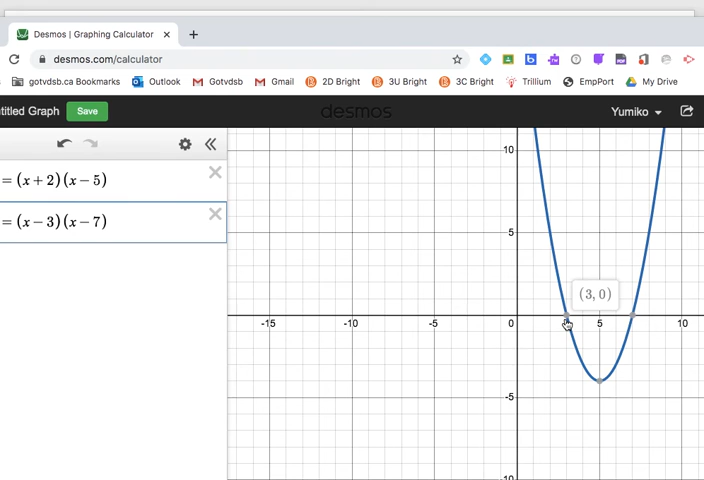 Desmos | Graphing Calculator
desmos.com/calculator
gotvdsb.ca Bookmarks Outlook Gotvdsb Gmail 2D Bright 3U Bright 3C Bright Trillium EmpPort My Drive
ntitled Graph Save desmos Yumiko
= (x + 2)(x − 5)
= (x − 3)(x − 7)
10
5
(3, 0)
-15 -10 -5 0 5 10
-5
-10